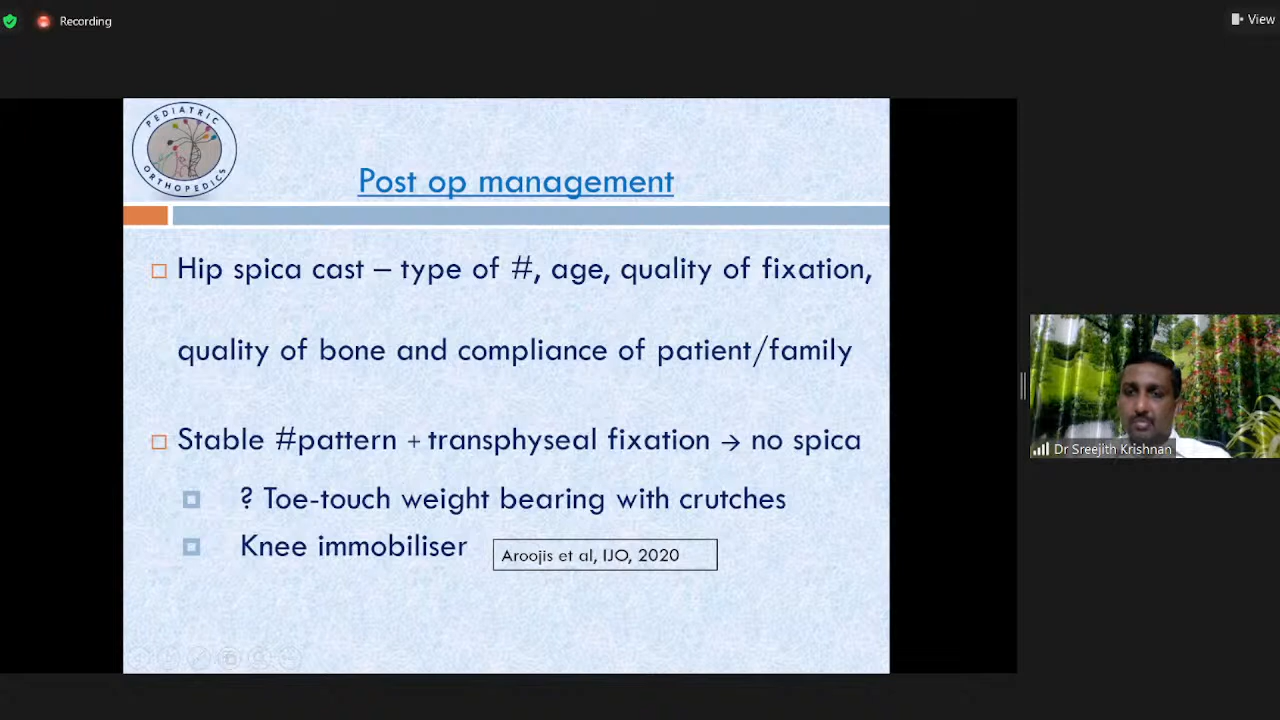 Recording
View
PEDIATRIC
ORTHOPEDICS
Post op management
Hip spica cast – type of #, age, quality of fixation,
quality of bone and compliance of patient/family
Stable #pattern + transphyseal fixation → no spica
? Toe-touch weight bearing with crutches
Knee immobiliser
Aroojis et al, IJO, 2020
Dr Sreejith Krishnan